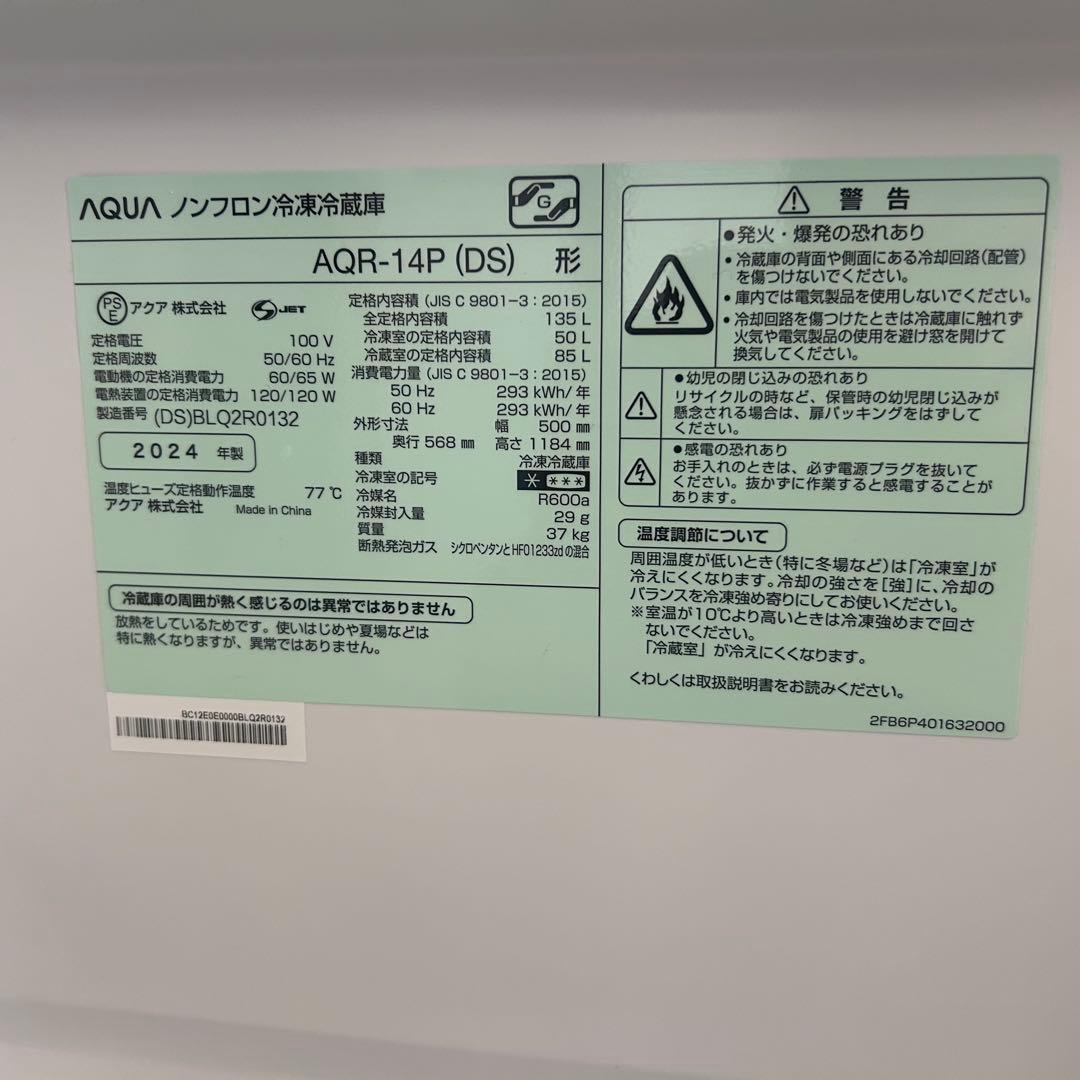 AQUA ノンフロン冷凍冷蔵庫
G
AQR-14P (DS) 形
PS E アクア 株式会社 S JET
定格電圧 100 V
定格周波数 50/60 Hz
電動機の定格消費電力 60/65 W
電熱装置の定格消費電力 120/120 W
製造番号 (DS)BLQ2R0132
2024 年製
温度ヒューズ定格動作温度 77 ℃
アクア 株式会社 Made in China
定格内容積 (JIS C 9801-3 : 2015)
全定格内容積 135 L
冷凍室の定格内容積 50 L
冷蔵室の定格内容積 85 L
消費電力量 (JIS C 9801-3 : 2015)
50 Hz 293 kWh/年
60 Hz 293 kWh/年
外形寸法 幅 500 ㎜
奥行 568 ㎜ 高さ 1184 ㎜
種類 冷凍冷蔵庫
冷凍室の記号 * ***
冷媒名 R600a
冷媒封入量 29 g
質量 37 kg
断熱発泡ガス シクロペンタンとHFO1233zdの混合
冷蔵庫の周囲が熱く感じるのは異常ではありません
放熱をしているためです。使いはじめや夏場などは
特に熱くなりますが、異常ではありません。
BC12E0E0000BLQ2R0132
警告
●発火・爆発の恐れあり
・冷蔵庫の背面や側面にある冷却回路(配管)
を傷つけないでください。
・庫内では電気製品を使用しないでください。
・冷却回路を傷つけたときは冷蔵庫に触れず
火気や電気製品の使用を避け窓を開けて
換気してください。
●幼児の閉じ込みの恐れあり
リサイクルの時など、保管時の幼児閉じ込みが
懸念される場合は、扉パッキングをはずして
ください。
●感電の恐れあり
お手入れのときは、必ず電源プラグを抜いて
ください。抜かずに作業すると感電することが
あります。
温度調節について
周囲温度が低いとき(特に冬場など)は「冷凍室」が
冷えにくくなります。冷却の強さを[強]に、冷却の
バランスを冷凍強め寄りにしてお使いください。
※室温が10℃より高いときは冷凍強めまで回さ
ないでください。
「冷蔵室」が冷えにくくなります。
くわしくは取扱説明書をお読みください。
2FB6P401632000